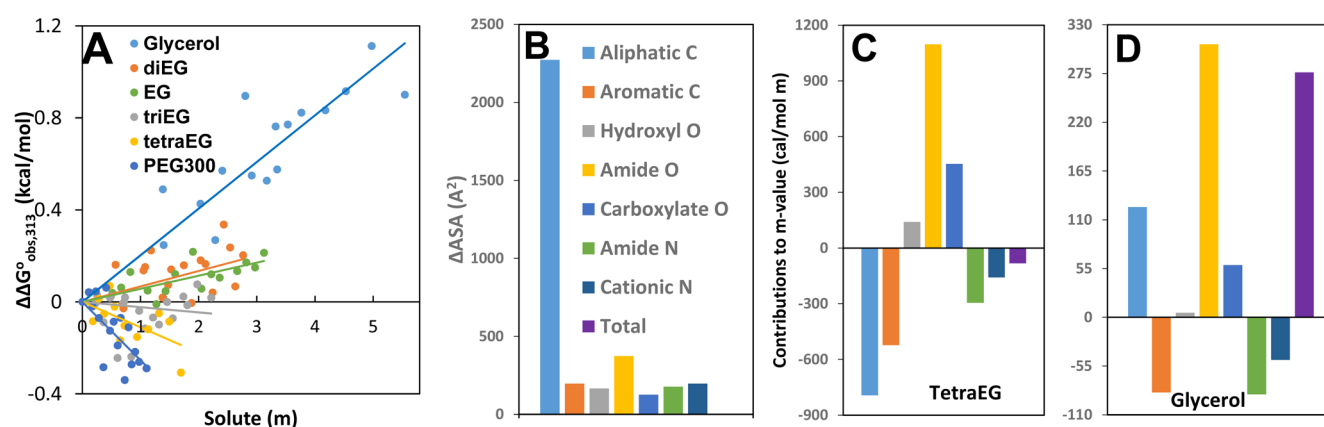 A
1.2
0.8
0.4
0
-0.4
ΔΔG°obs,313 (kcal/mol)
Glycerol
diEG
EG
triEG
tetraEG
PEG300
0 1 2 3 4 5
Solute (m)
B
2500
2000
1500
1000
500
0
ΔASA (A²)
Aliphatic C
Aromatic C
Hydroxyl O
Amide O
Carboxylate O
Amide N
Cationic N
Total
C
1200
900
600
300
0
-300
-600
-900
Contributions to m-value (cal/mol m)
TetraEG
D
330
275
220
165
110
55
0
-55
-110
Glycerol